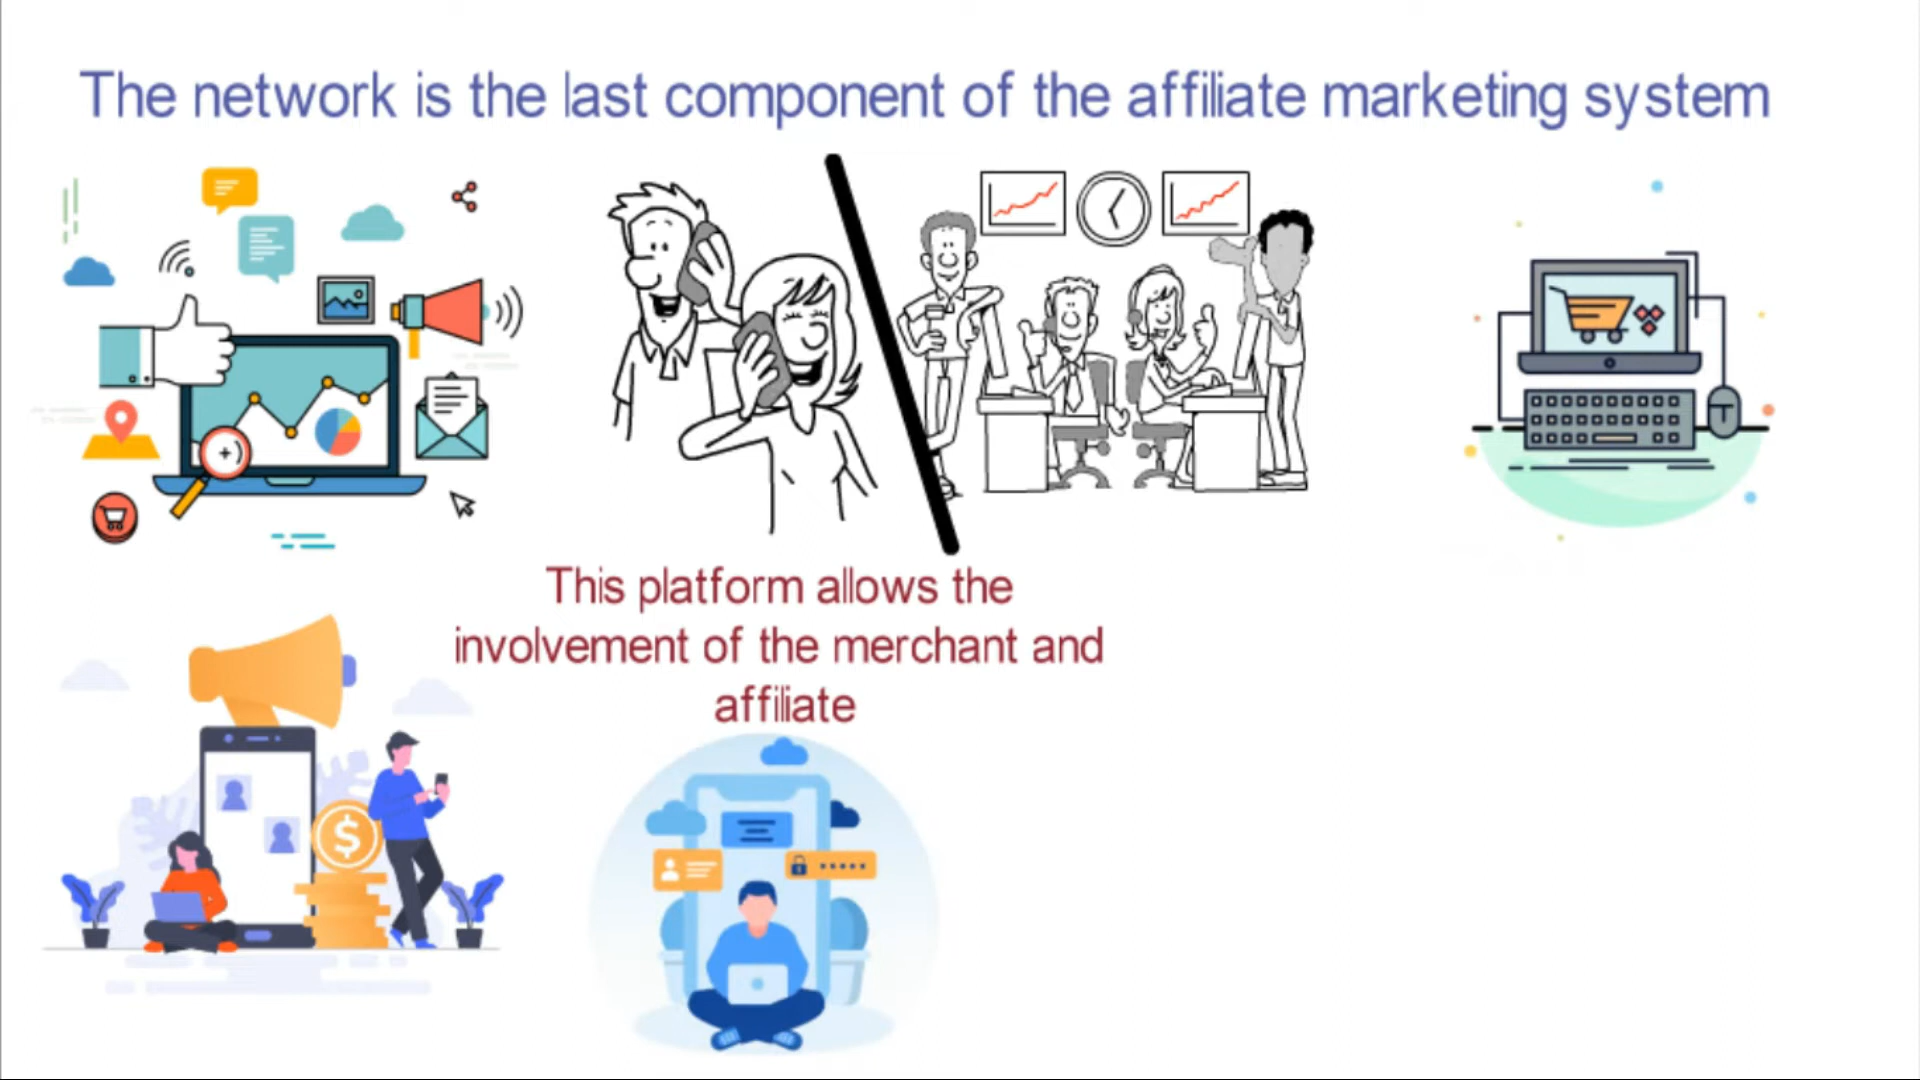 The network is the last component of the affiliate marketing system
This platform allows the
involvement of the merchant and
affiliate